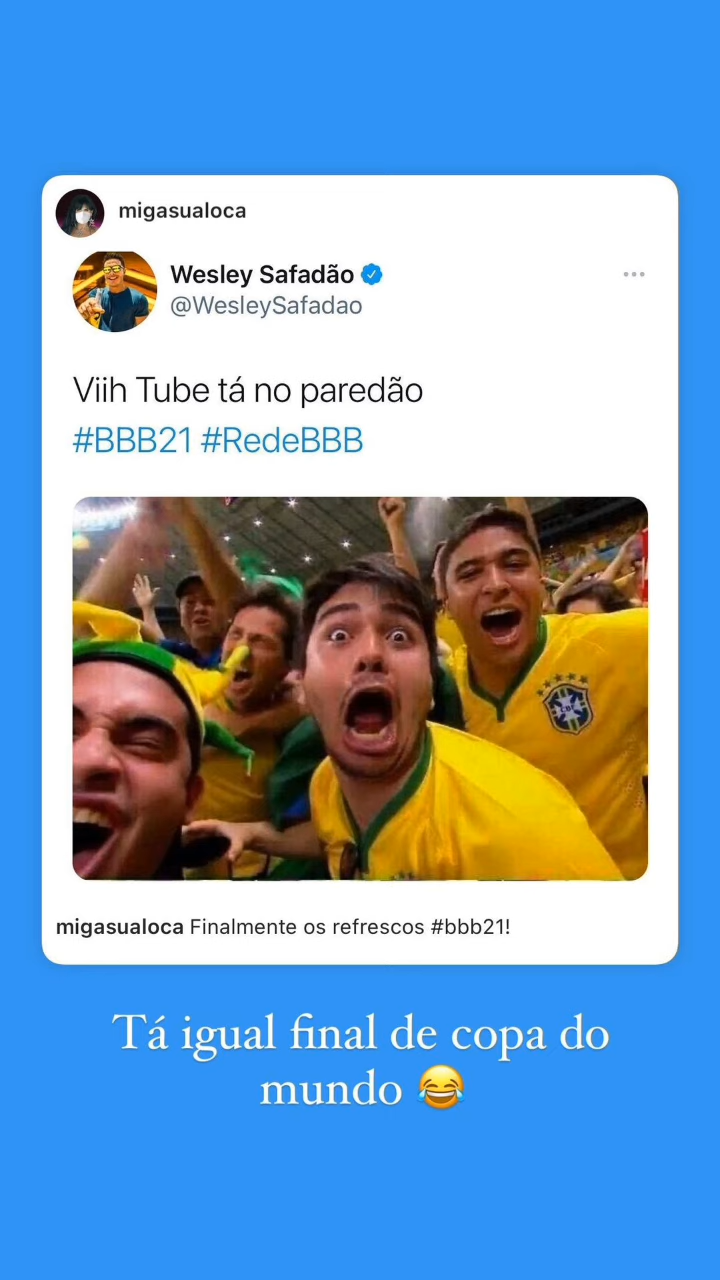 migasualoca
Wesley Safadão
@WesleySafadao
Viih Tube tá no paredão
#BBB21 #RedeBBB
CBF
migasualoca Finalmente os refrescos #bbb21!
Tá igual final de copa do
mundo 😂